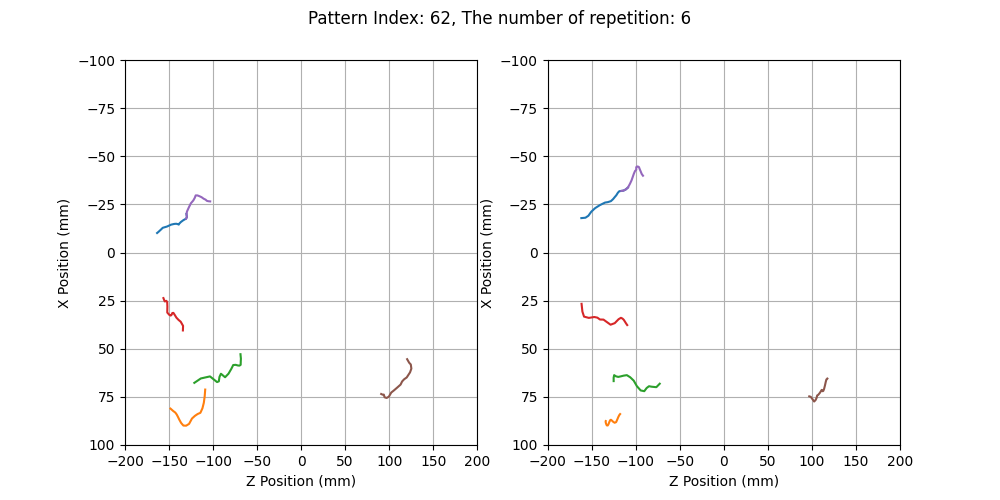 Pattern Index: 62, The number of repetition: 6
−100 −100
−75 −75
−50 −50
−25 −25
0 0
25 25
50 50
75 75
100 100
X Position (mm) X Position (mm)
−200 −150 −100 −50 0 50 100 150 200 −200 −150 −100 −50 0 50 100 150 200
Z Position (mm) Z Position (mm)